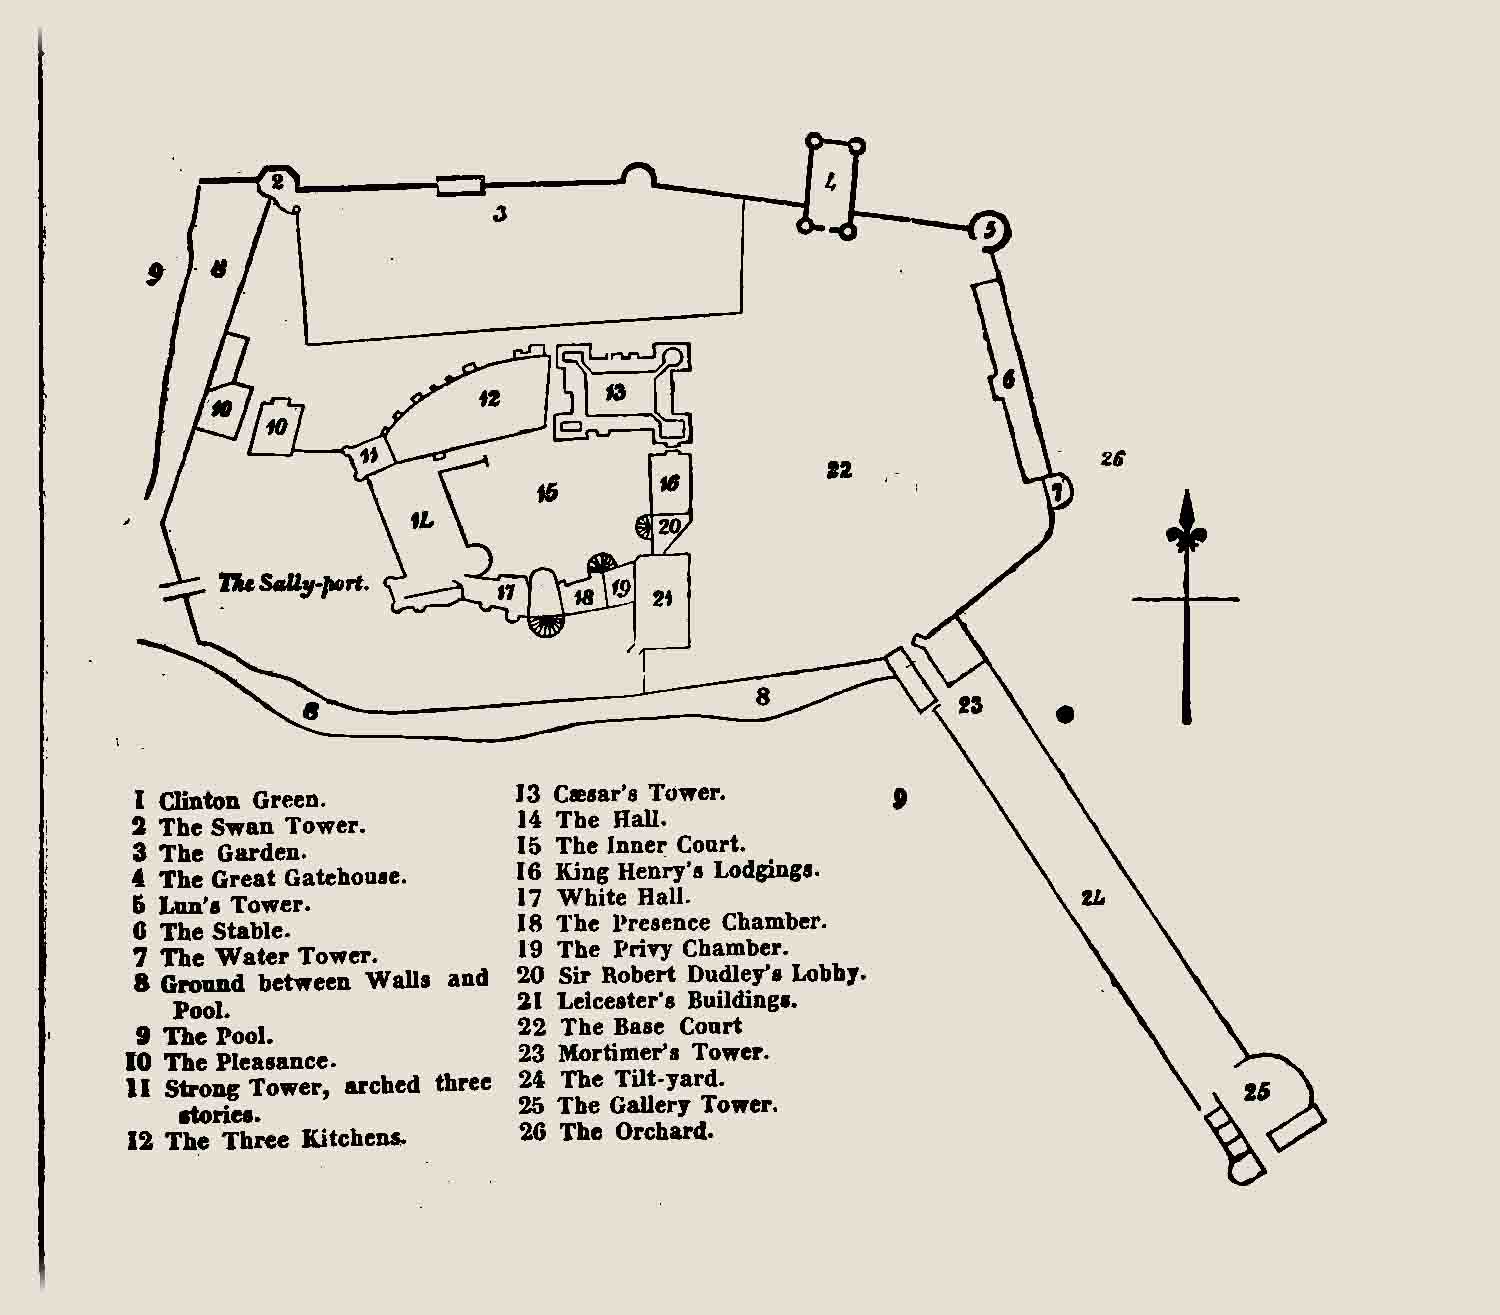 2
3
4
5
9
8
6
10
10
12
13
11
22
26
7
15
16
14
20
The Sally-port.
17
18
19
21
8
8
23
9
24
25
1 Clinton Green.
2 The Swan Tower.
3 The Garden.
4 The Great Gatehouse.
5 Lun's Tower.
6 The Stable.
7 The Water Tower.
8 Ground between Walls and
Pool.
9 The Pool.
10 The Pleasance.
11 Strong Tower, arched three
stories.
12 The Three Kitchens.
13 Cæsar's Tower.
14 The Hall.
15 The Inner Court.
16 King Henry's Lodgings.
17 White Hall.
18 The Presence Chamber.
19 The Privy Chamber.
20 Sir Robert Dudley's Lobby.
21 Leicester's Buildings.
22 The Base Court
23 Mortimer's Tower.
24 The Tilt-yard.
25 The Gallery Tower.
26 The Orchard.